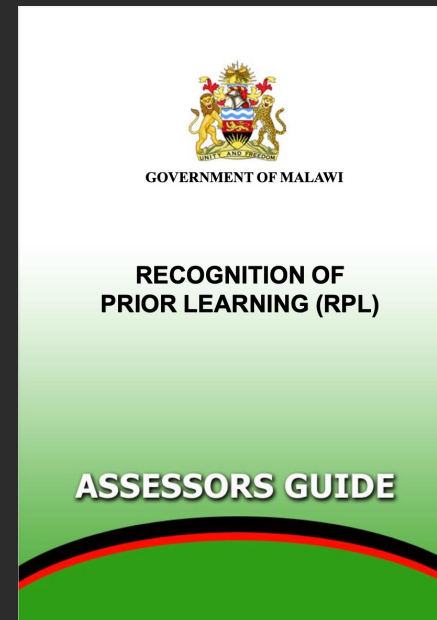 UNITY AND FREEDOM
GOVERNMENT OF MALAWI
RECOGNITION OF
PRIOR LEARNING (RPL)
ASSESSORS GUIDE